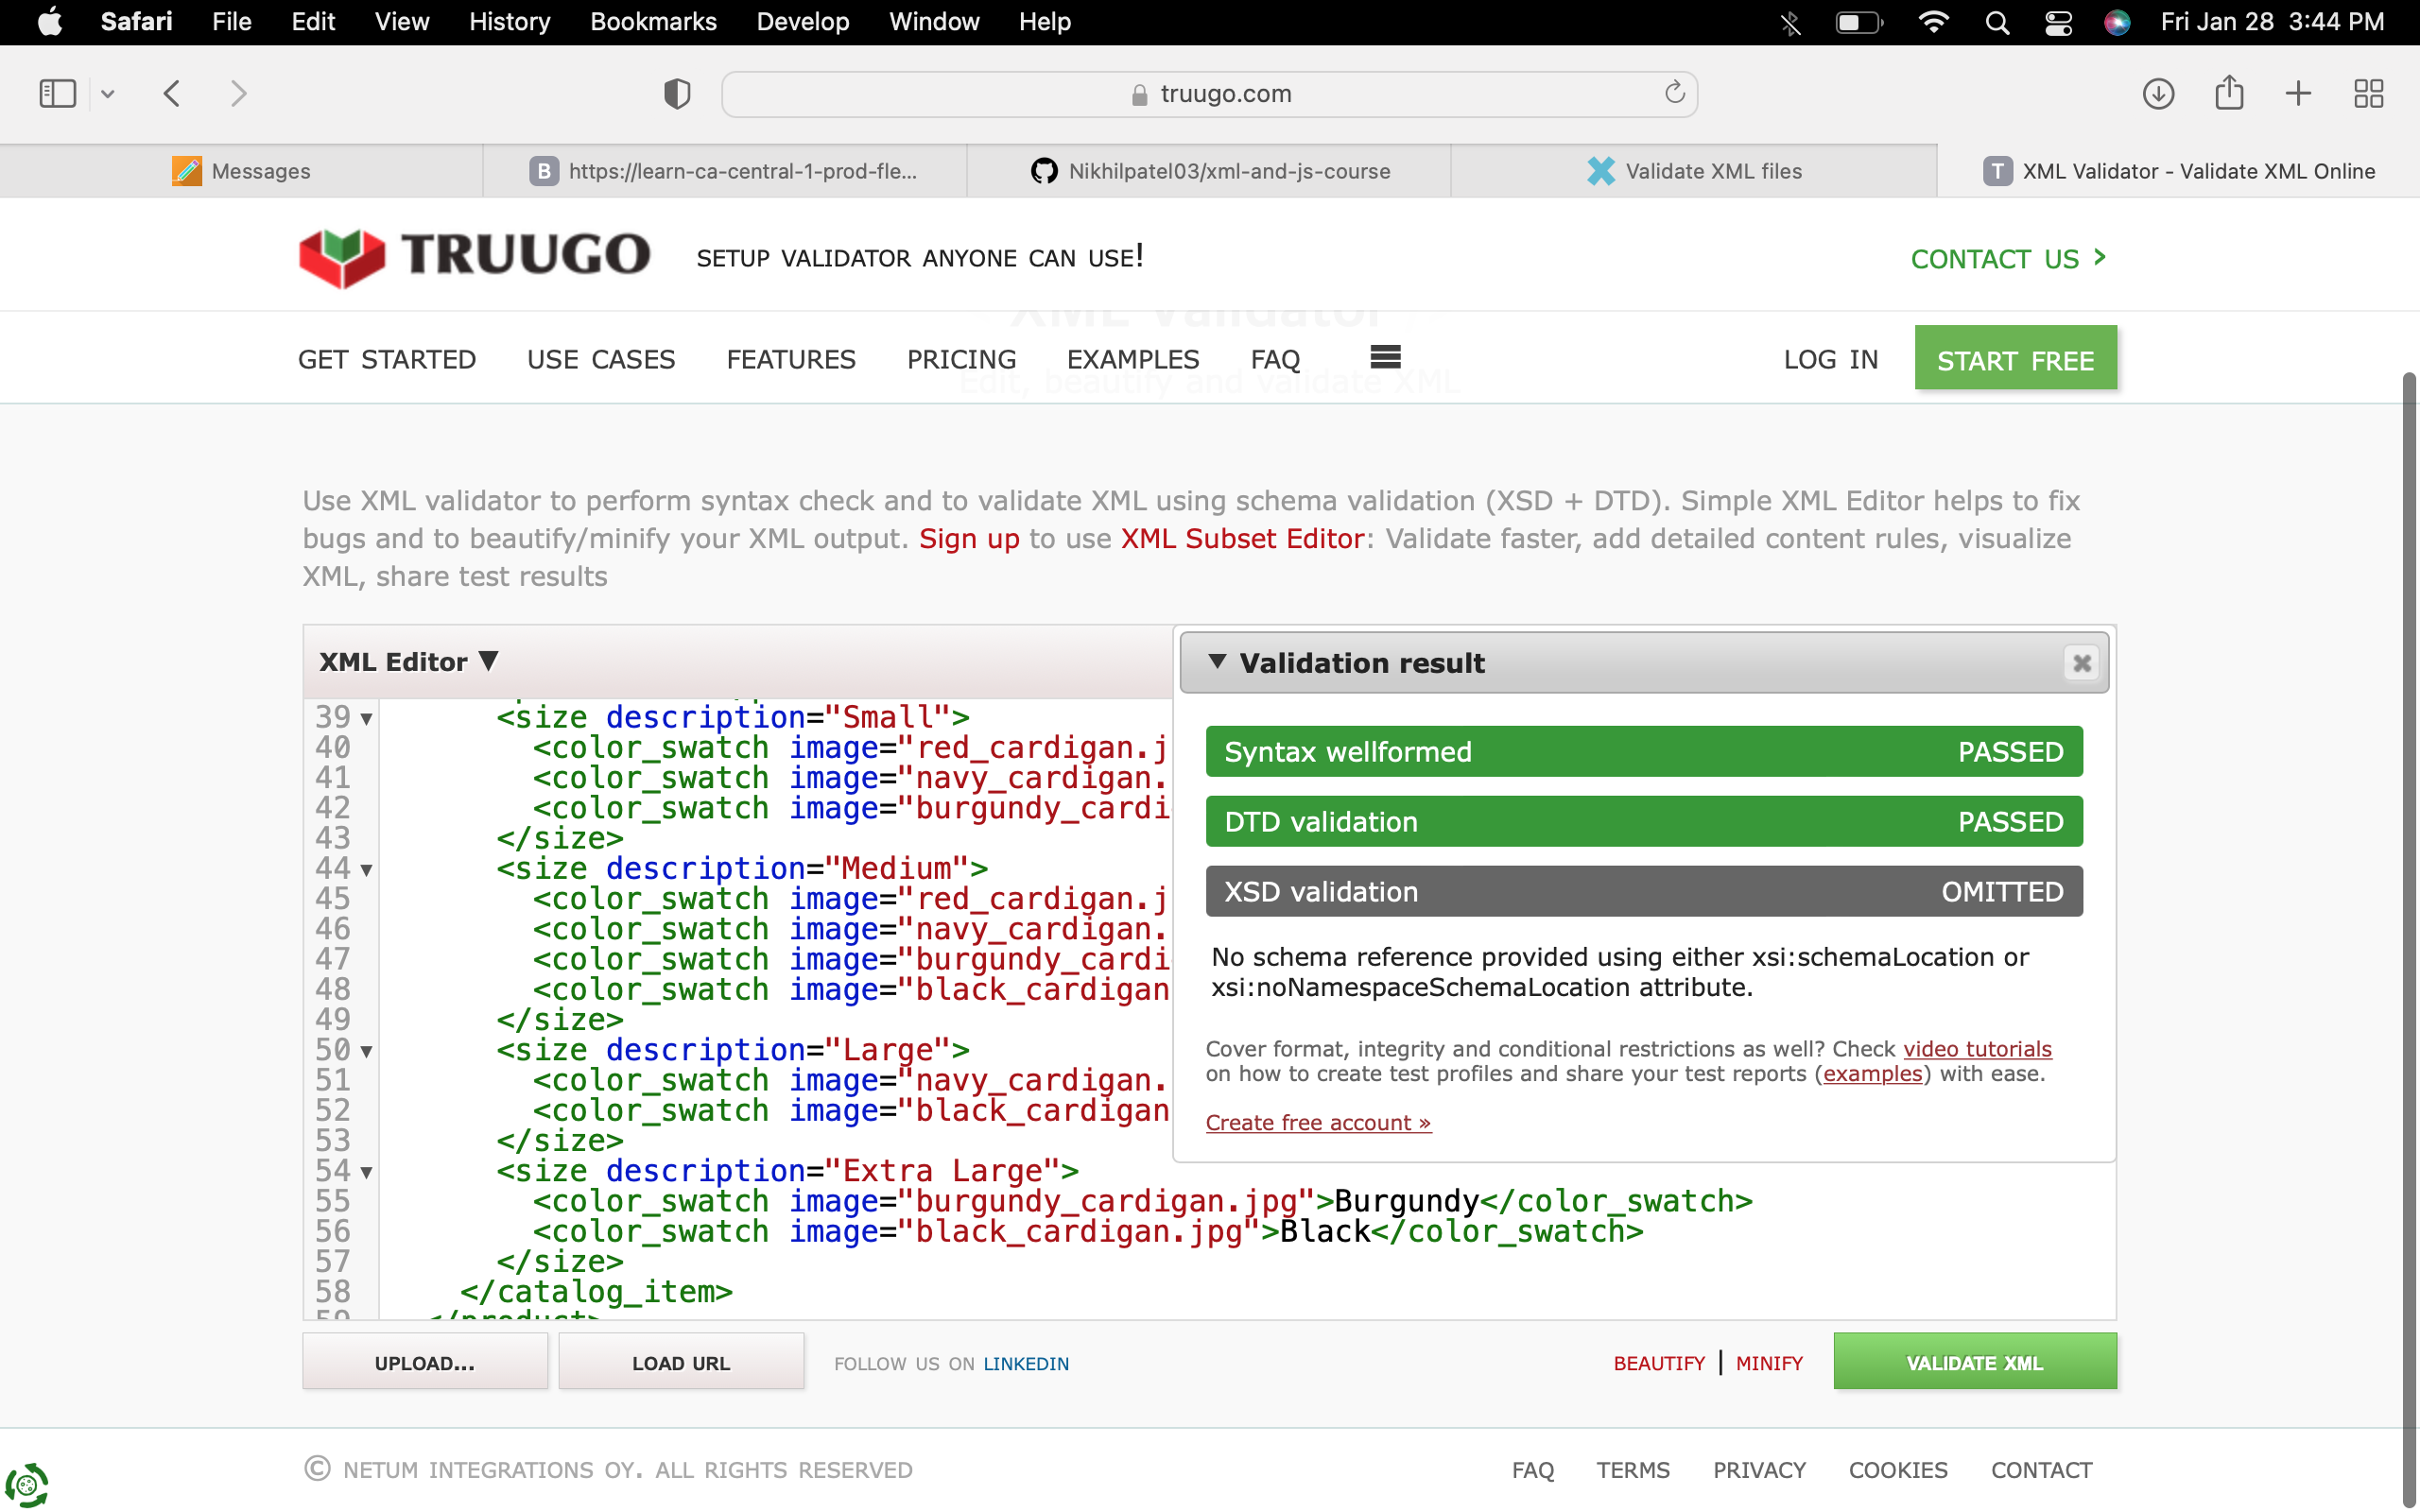 Safari File Edit View History Bookmarks Develop Window Help Fri Jan 28 3:44 PM
truugo.com
Messages
B https://learn-ca-central-1-prod-fle...
Nikhilpatel03/xml-and-js-course
Validate XML files
T XML Validator - Validate XML Online
TRUUGO SETUP VALIDATOR ANYONE CAN USE! CONTACT US >
XML Validator
GET STARTED USE CASES FEATURES PRICING EXAMPLES FAQ LOG IN START FREE
Edit, beautify and validate XML
Use XML validator to perform syntax check and to validate XML using schema validation (XSD + DTD). Simple XML Editor helps to fix
bugs and to beautify/minify your XML output. Sign up to use XML Subset Editor: Validate faster, add detailed content rules, visualize
XML, share test results
XML Editor ▼
39 <size description="Small">
40 <color_swatch image="red_cardigan.j
41 <color_swatch image="navy_cardigan.
42 <color_swatch image="burgundy_cardi
43 </size>
44 <size description="Medium">
45 <color_swatch image="red_cardigan.j
46 <color_swatch image="navy_cardigan.
47 <color_swatch image="burgundy_cardi
48 <color_swatch image="black_cardigan
49 </size>
50 <size description="Large">
51 <color_swatch image="navy_cardigan.
52 <color_swatch image="black_cardigan
53 </size>
54 <size description="Extra Large">
55 <color_swatch image="burgundy_cardigan.jpg">Burgundy</color_swatch>
56 <color_swatch image="black_cardigan.jpg">Black</color_swatch>
57 </size>
58 </catalog_item>
59 </product>
▼ Validation result
Syntax wellformed PASSED
DTD validation PASSED
XSD validation OMITTED
No schema reference provided using either xsi:schemaLocation or
xsi:noNamespaceSchemaLocation attribute.
Cover format, integrity and conditional restrictions as well? Check video tutorials
on how to create test profiles and share your test reports (examples) with ease.
Create free account »
UPLOAD... LOAD URL FOLLOW US ON LINKEDIN BEAUTIFY | MINIFY VALIDATE XML
© NETUM INTEGRATIONS OY. ALL RIGHTS RESERVED FAQ TERMS PRIVACY COOKIES CONTACT